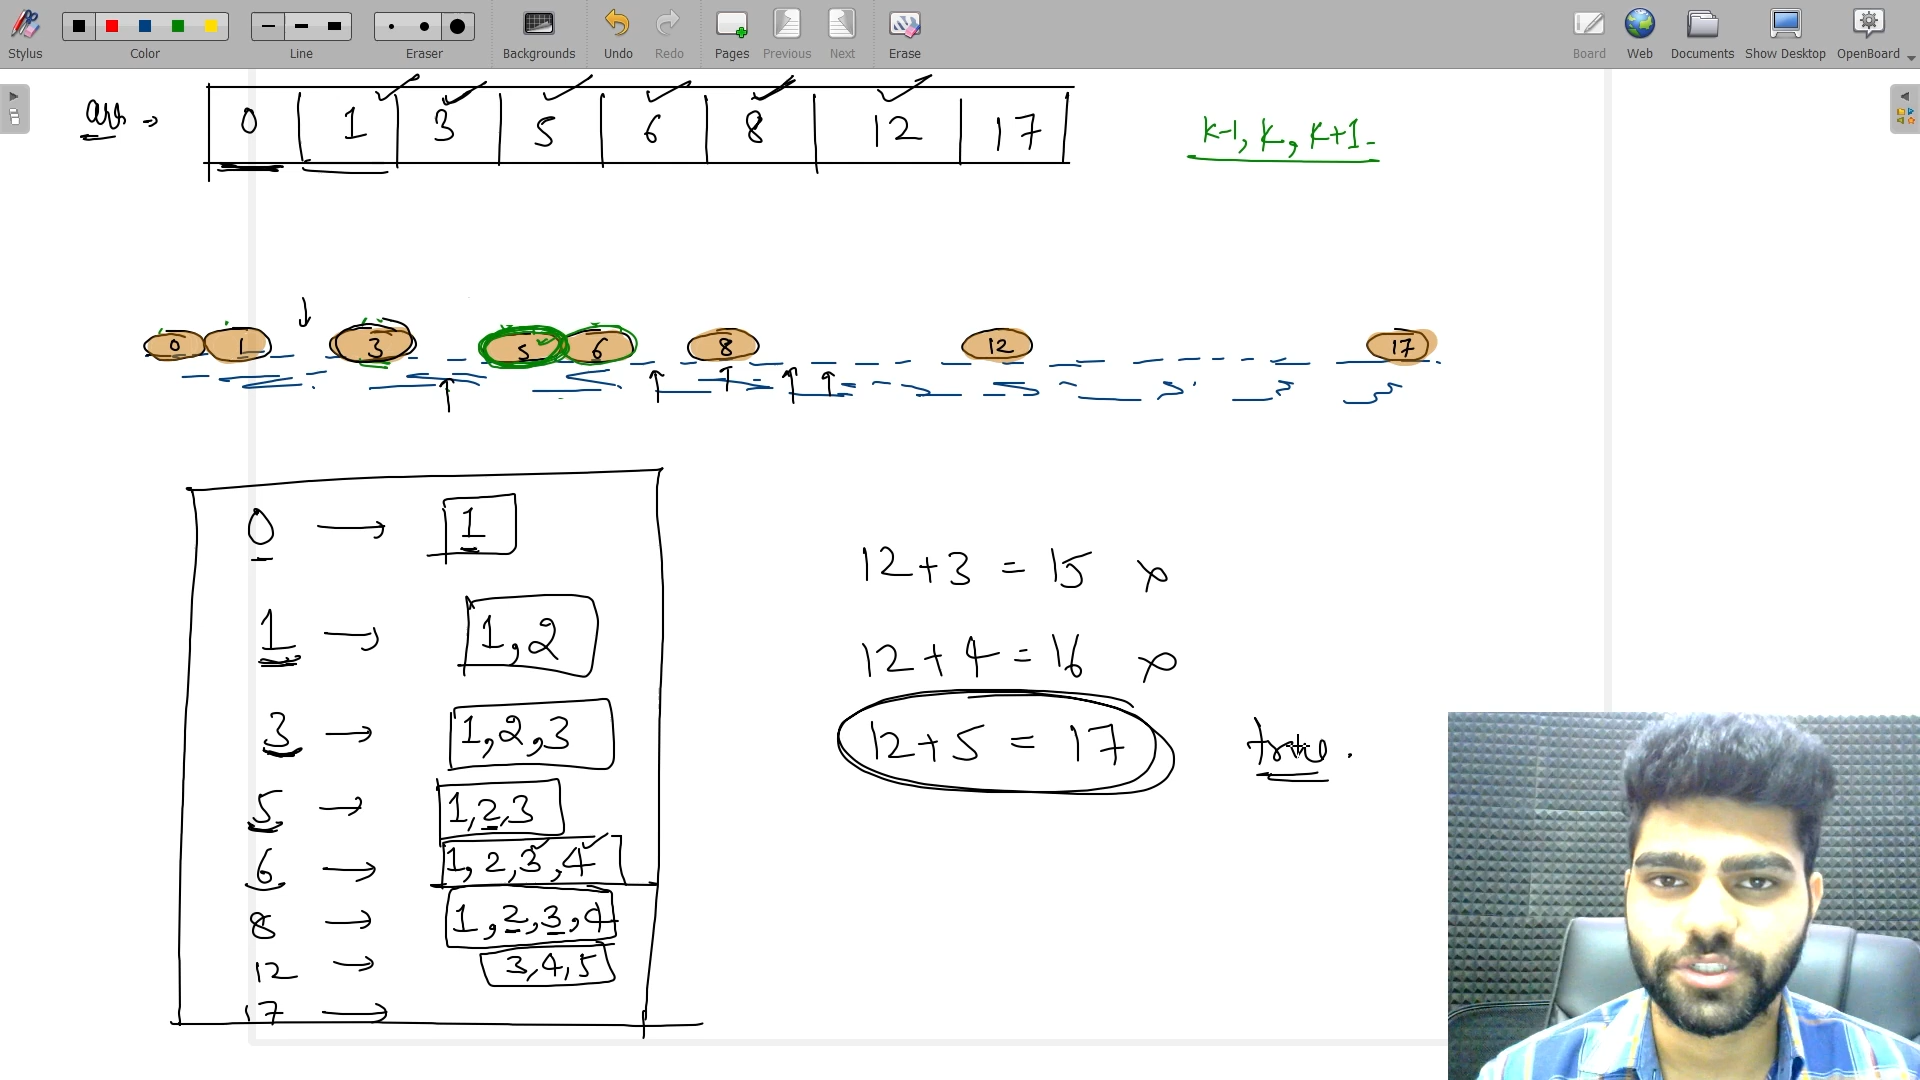 Stylus Color Line Eraser Backgrounds Undo Redo Pages Previous Next Erase Board Web Documents Show Desktop OpenBoard
arr → 0 1 3 5 6 8 12 17
k-1, k, k+1
0 1 3 5 6 8 12 17
0 → 1
1 → 1,2
3 → 1,2,3
5 → 1,2,3
6 → 1,2,3,4
8 → 1,2,3,4
12 → 3,4,5
17 →
12+3 = 15 x
12+4 = 16 x
12+5 = 17 true.